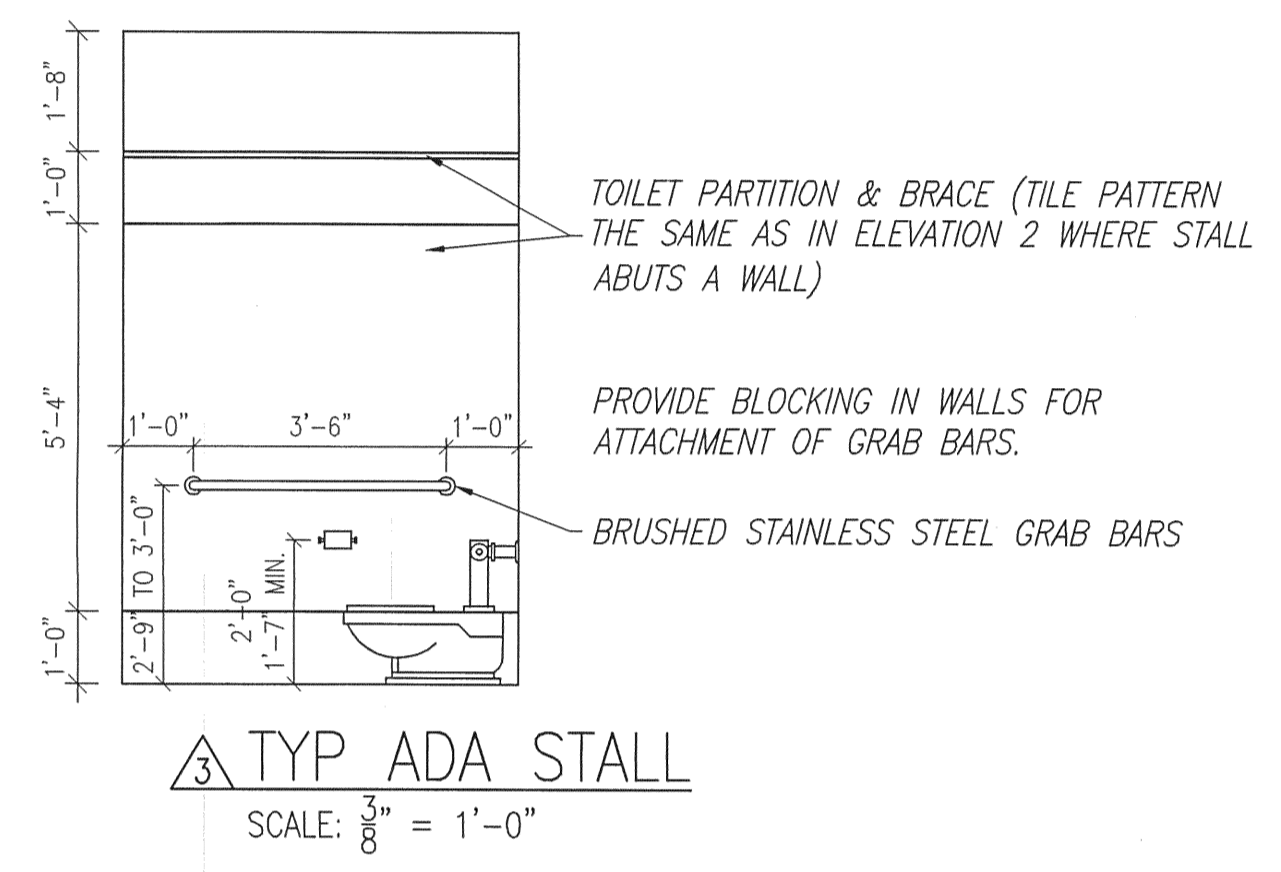 1'-8"
1'-0"
5'-4"
1'-0"
TOILET PARTITION & BRACE (TILE PATTERN
THE SAME AS IN ELEVATION 2 WHERE STALL
ABUTS A WALL)
PROVIDE BLOCKING IN WALLS FOR
ATTACHMENT OF GRAB BARS.
1'-0" 3'-6" 1'-0"
BRUSHED STAINLESS STEEL GRAB BARS
2'-9" TO 3'-0"
2'-0"
1'-7" MIN.
3 TYP ADA STALL
SCALE: 3/8" = 1'-0"